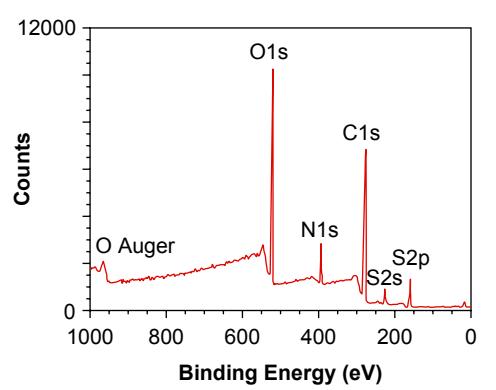 12000
O1s
C1s
Counts
N1s
O Auger
S2p
S2s
0
1000 800 600 400 200 0
Binding Energy (eV)